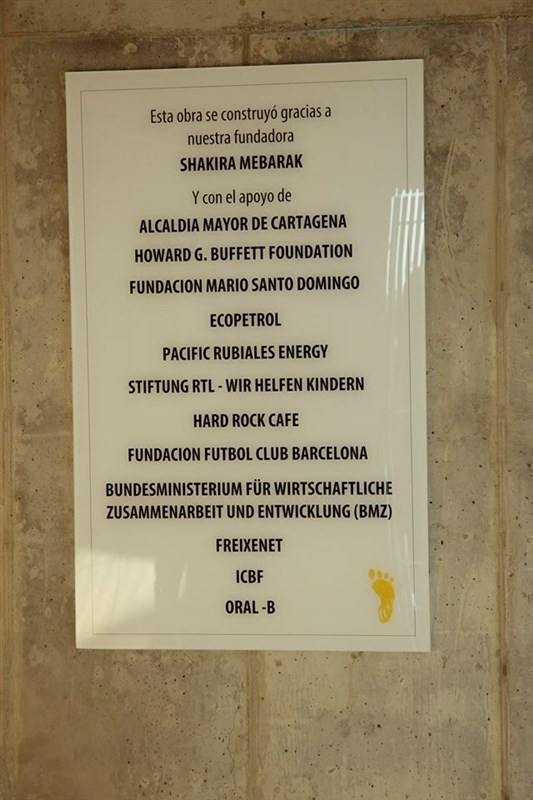 Esta obra se construyó gracias a
nuestra fundadora
SHAKIRA MEBARAK
Y con el apoyo de
ALCALDIA MAYOR DE CARTAGENA
HOWARD G. BUFFETT FOUNDATION
FUNDACION MARIO SANTO DOMINGO
ECOPETROL
PACIFIC RUBIALES ENERGY
STIFTUNG RTL - WIR HELFEN KINDERN
HARD ROCK CAFE
FUNDACION FUTBOL CLUB BARCELONA
BUNDESMINISTERIUM FÜR WIRTSCHAFTLICHE
ZUSAMMENARBEIT UND ENTWICKLUNG (BMZ)
FREIXENET
ICBF
ORAL -B